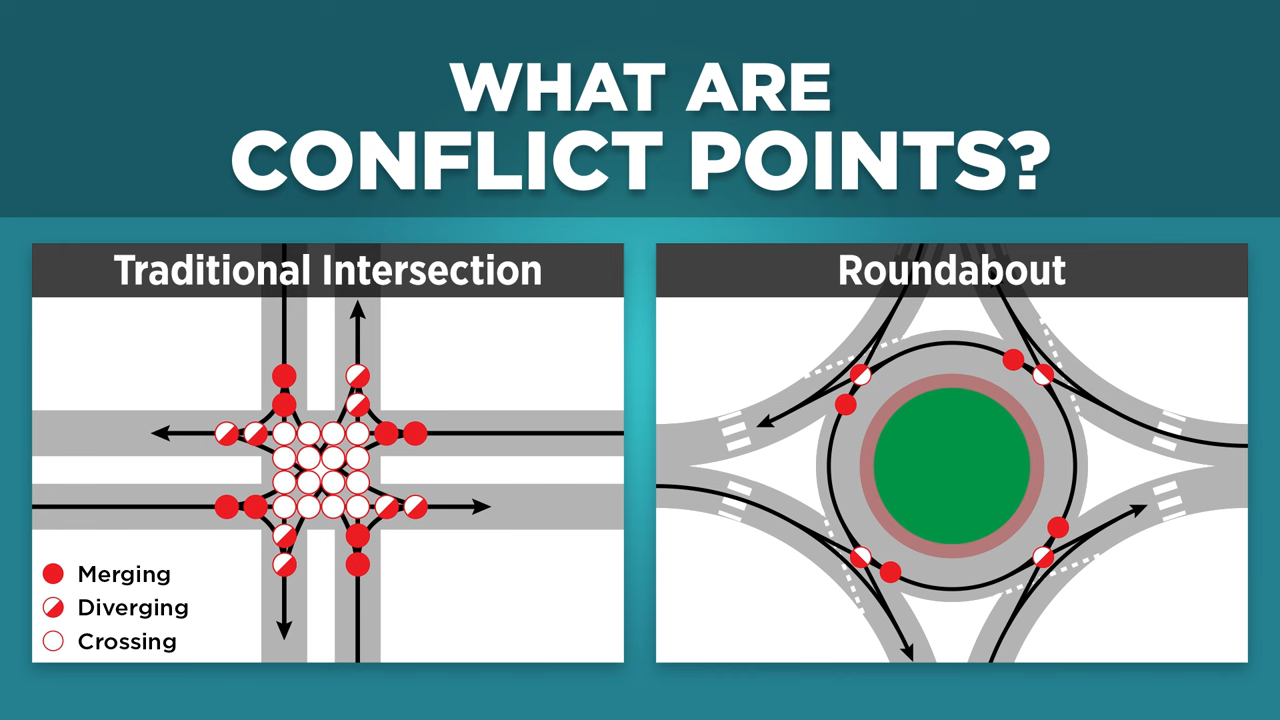 WHAT ARE
CONFLICT POINTS?
Traditional Intersection
Roundabout
Merging
Diverging
Crossing